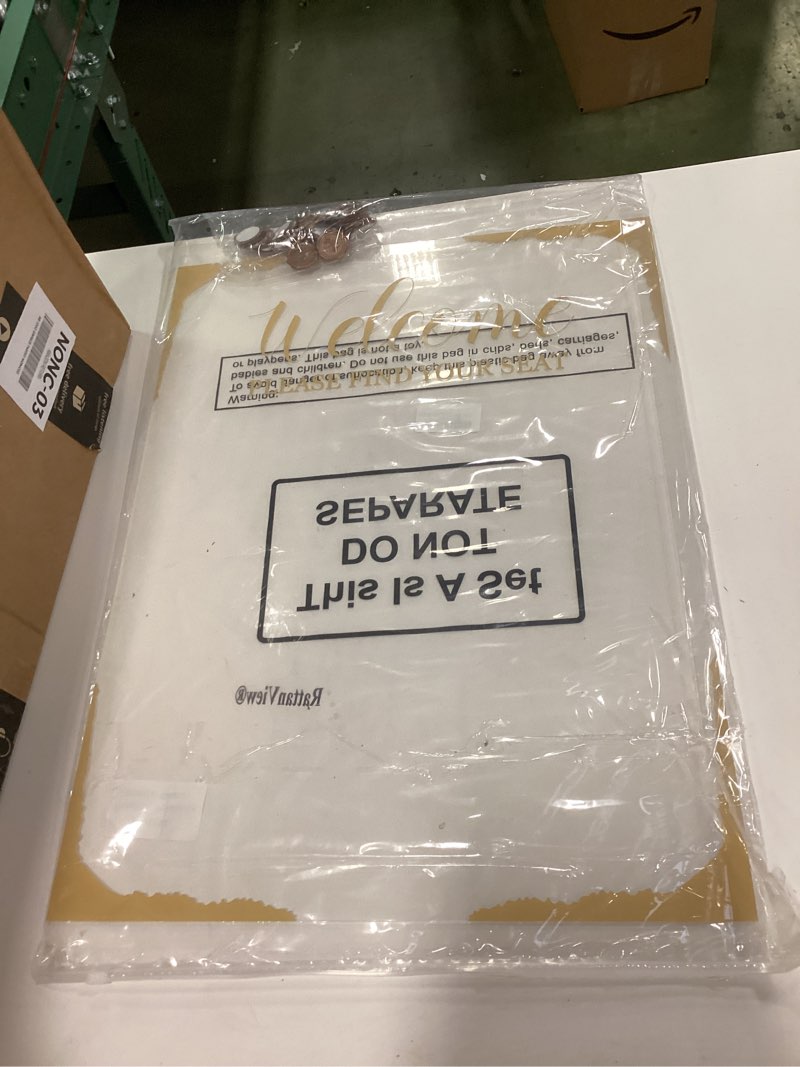 Welcome
PLEASE FIND YOUR SEAT
Warning:
To avoid danger of suffocation, keep this plastic bag away from
babies and children. Do not use this bag in cribs, beds, carriages,
or playpens. This bag is not a toy.
This Is A Set
DO NOT
SEPARATE
RattanView®
NONC-03
free delivery